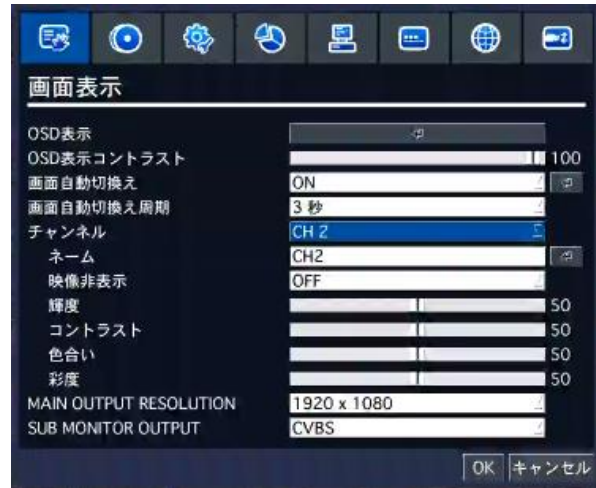 画面表示
OSD表示
OSD表示コントラスト 100
画面自動切換え ON
画面自動切換え周期 3 秒
チャンネル CH 2
ネーム CH2
映像非表示 OFF
輝度 50
コントラスト 50
色合い 50
彩度 50
MAIN OUTPUT RESOLUTION 1920 x 1080
SUB MONITOR OUTPUT CVBS
OK キャンセル